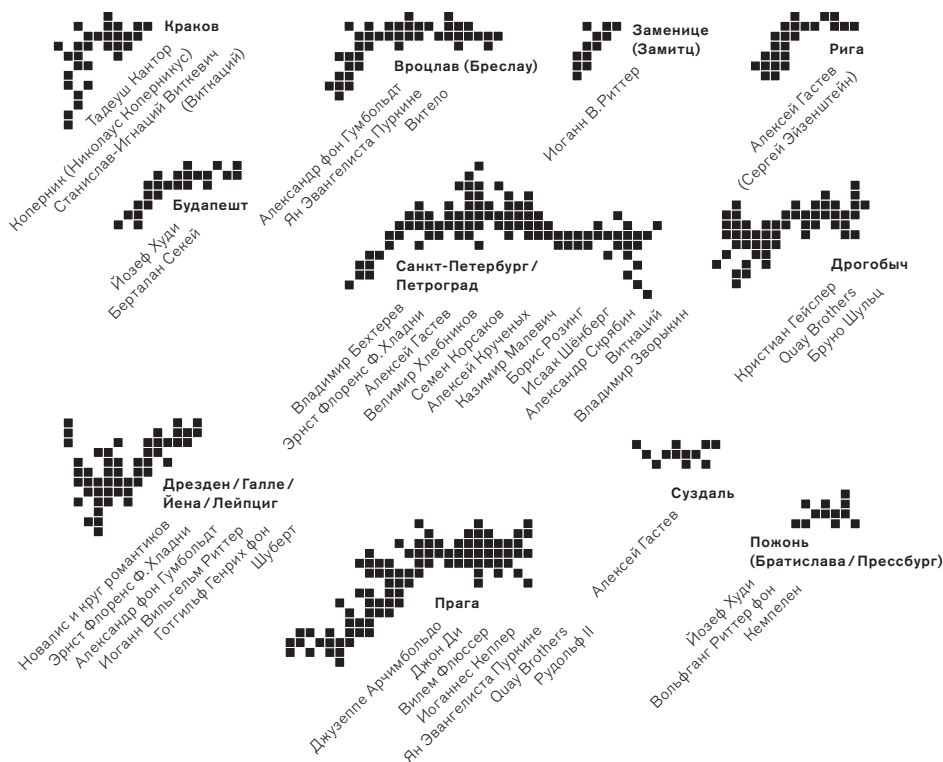 Краков
Тадеуш Кантор
Коперник (Николаус Коперникус)
Станислав-Игнаций Виткевич
(Виткаций)
Вроцлав (Бреслау)
Александр фон Гумбольдт
Ян Эвангелиста Пуркине
Витело
Заменице
(Замитц)
Иоганн В. Риттер
Рига
Алексей Гастев
(Сергей Эйзенштейн)
Будапешт
Йозеф Худи
Берталан Секей
Санкт-Петербург /
Петроград
Владимир Бехтерев
Эрнст Флоренс Ф. Хладни
Алексей Гастев
Велимир Хлебников
Семен Корсаков
Алексей Крученых
Казимир Малевич
Борис Розинг
Исаак Шёнберг
Александр Скрябин
Виткаций
Владимир Зворыкин
Дрогобыч
Кристиан Гейслер
Quay Brothers
Бруно Шульц
Дрезден / Галле /
Йена / Лейпциг
Новалис и круг романтиков
Эрнст Флоренс Ф. Хладни
Александр фон Гумбольдт
Иоганн Вильгельм Риттер
Готгильф Генрих фон
Шуберт
Прага
Джузеппе Арчимбольдо
Джон Ди
Вилем Флюссер
Иоганнес Кеплер
Ян Эвангелиста Пуркине
Quay Brothers
Рудольф II
Суздаль
Алексей Гастев
Пожонь
(Братислава / Прессбург)
Йозеф Худи
Вольфганг Риттер фон
Кемпелен